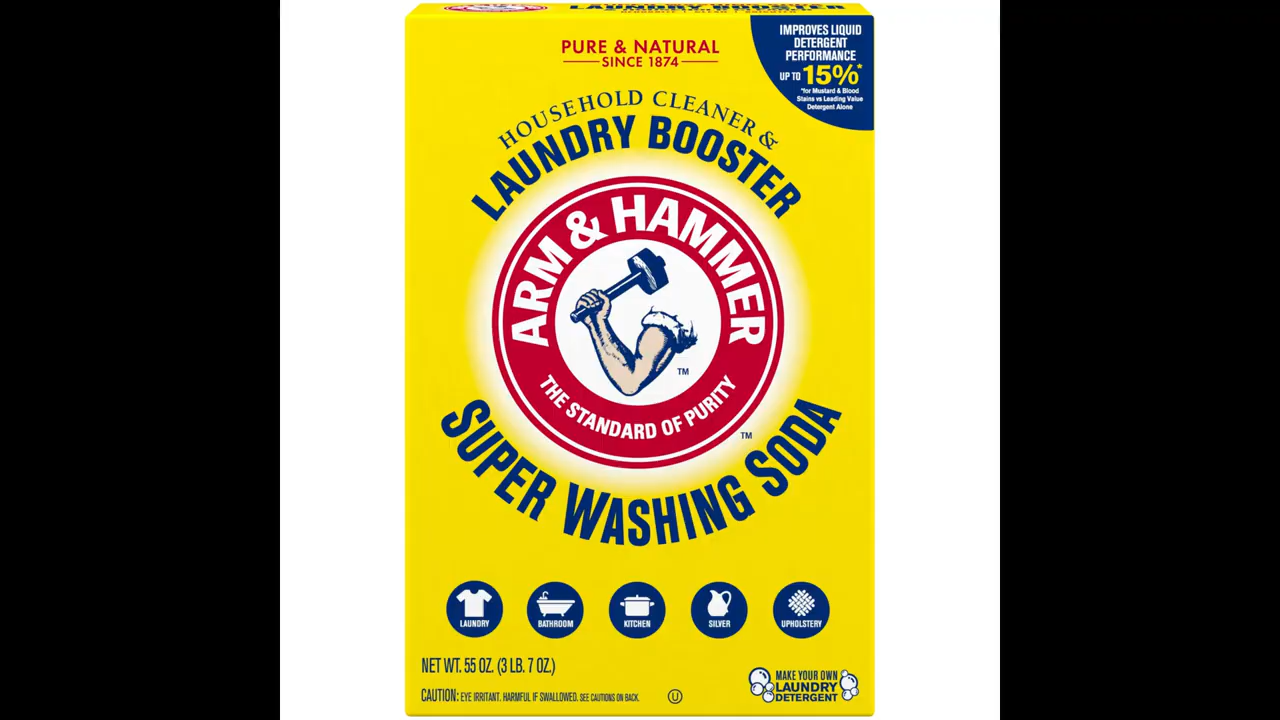 LAUNDRY BOOSTER
PURE & NATURAL
SINCE 1874
IMPROVES LIQUID
DETERGENT
PERFORMANCE
UP TO 15%*
*for Mustard & Blood
Stains vs Leading Value
Detergent Alone
HOUSEHOLD CLEANER &
LAUNDRY BOOSTER
ARM & HAMMER
TM
THE STANDARD OF PURITY
TM
SUPER WASHING SODA
LAUNDRY
BATHROOM
KITCHEN
SILVER
UPHOLSTERY
NET WT. 55 OZ. (3 LB. 7 OZ.)
CAUTION: EYE IRRITANT. HARMFUL IF SWALLOWED. SEE CAUTIONS ON BACK.
U
MAKE YOUR OWN
LAUNDRY
DETERGENT